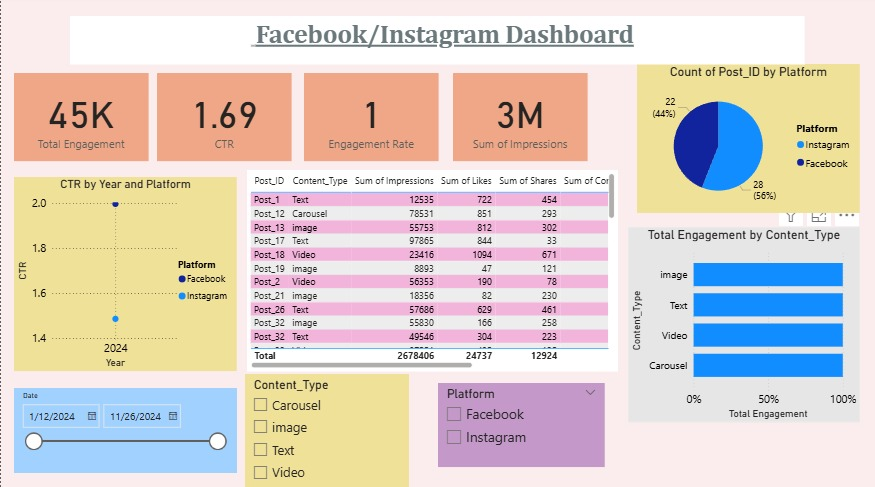 Facebook/Instagram Dashboard
45K
Total Engagement
1.69
CTR
1
Engagement Rate
3M
Sum of Impressions
Count of Post_ID by Platform
22
(44%)
28
(56%)
Platform
Instagram
Facebook
CTR by Year and Platform
CTR
2.0
1.8
1.6
1.4
2024
Year
Platform
Facebook
Instagram
Post_ID Content_Type Sum of Impressions Sum of Likes Sum of Shares Sum of Cor
Post_1 Text 12535 722 454
Post_12 Carousel 78531 851 293
Post_13 image 55753 812 302
Post_17 Text 97865 844 33
Post_18 Video 23416 1094 671
Post_19 image 8893 47 121
Post_2 Video 56353 190 78
Post_21 image 18356 82 230
Post_26 Text 57686 629 461
Post_32 image 55830 166 258
Post_32 Text 49546 304 223
Total 2678406 24737 12924
Total Engagement by Content_Type
Content_Type
image
Text
Video
Carousel
0% 50% 100%
Total Engagement
Date
1/12/2024 11/26/2024
Content_Type
Carousel
image
Text
Video
Platform
Facebook
Instagram